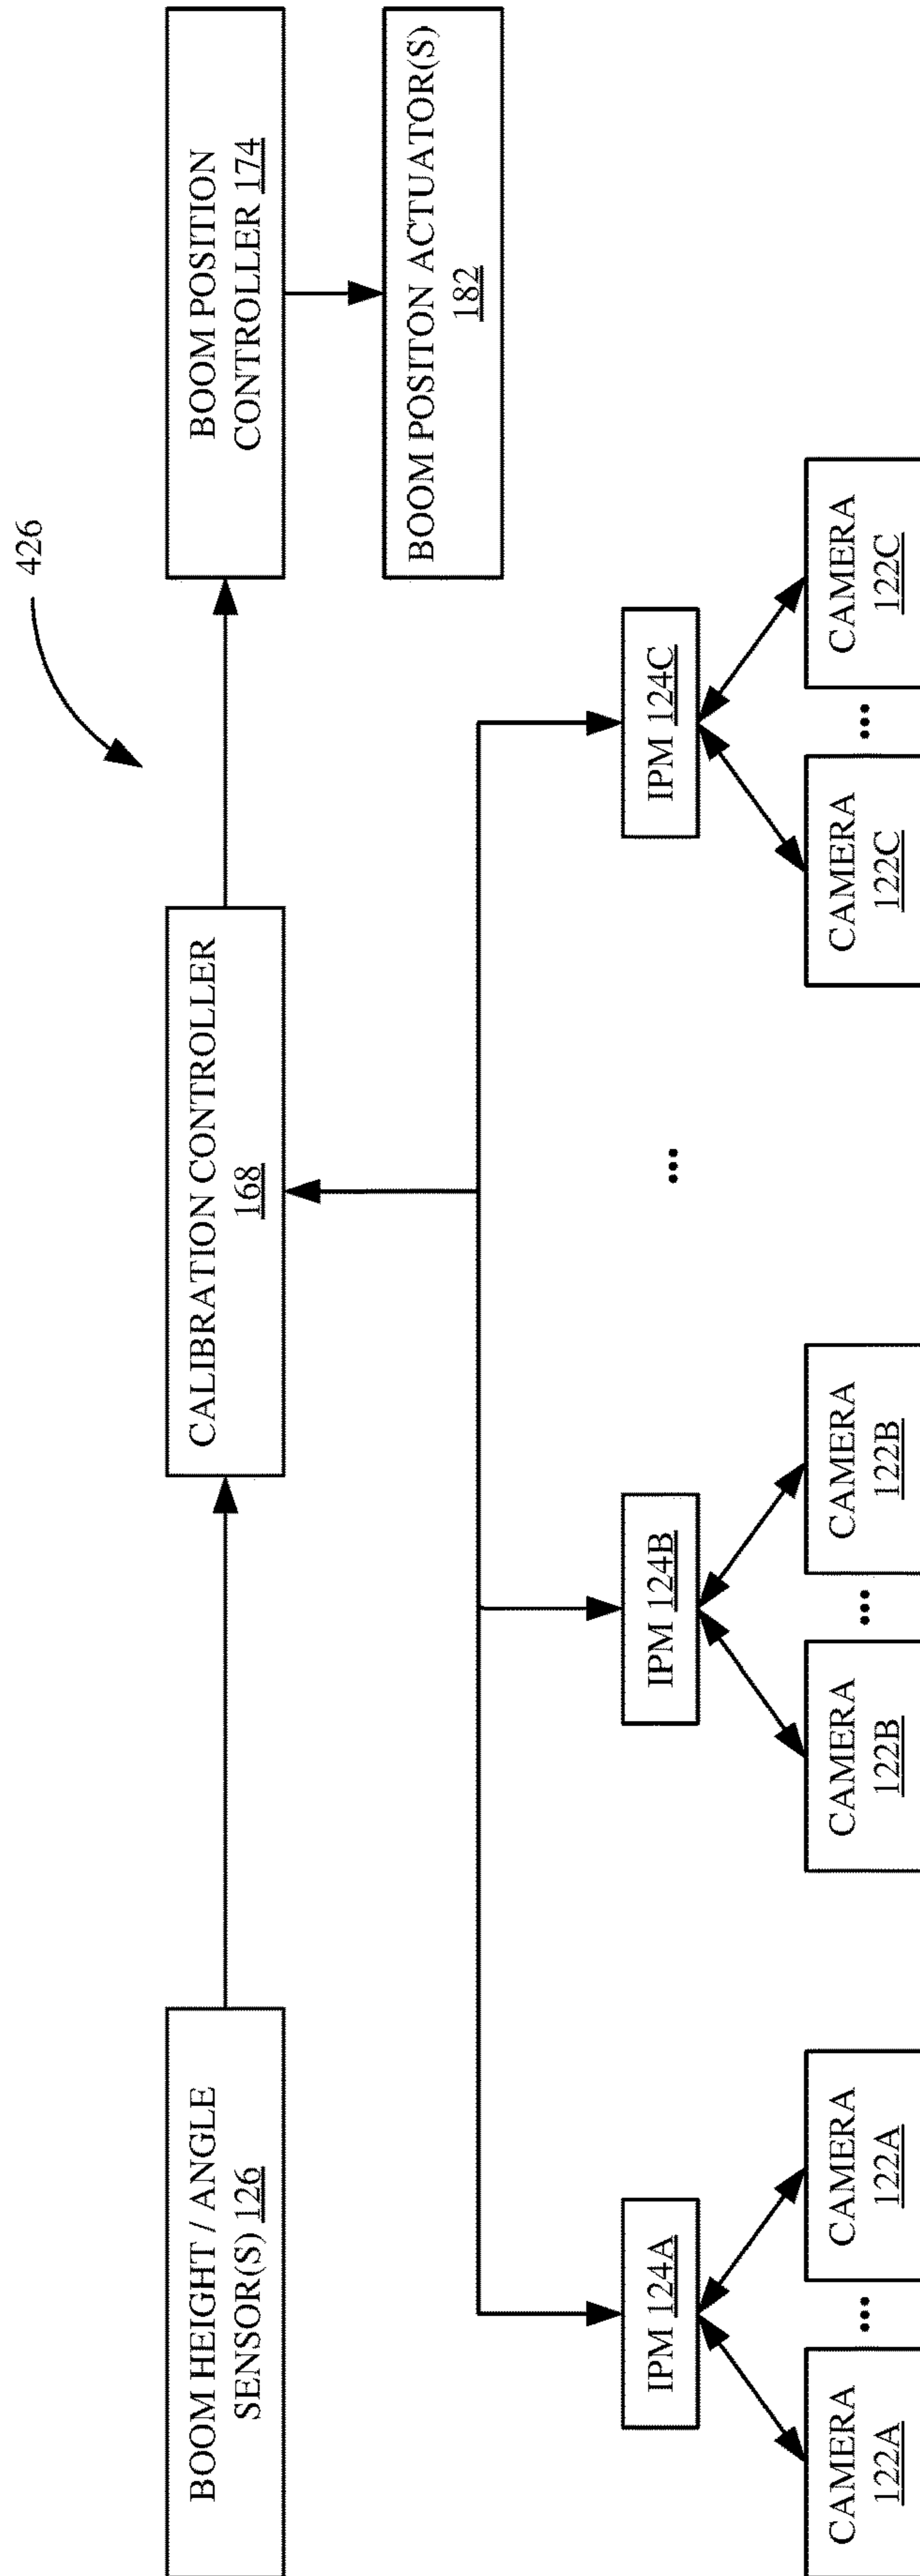 426
BOOM HEIGHT / ANGLE
SENSOR(S) 126
CALIBRATION CONTROLLER
168
BOOM POSITION
CONTROLLER 174
BOOM POSITON ACTUATOR(S)
182
IPM 124A
IPM 124B
...
IPM 124C
CAMERA
122A
...
CAMERA
122A
CAMERA
122B
...
CAMERA
122B
CAMERA
122C
...
CAMERA
122C